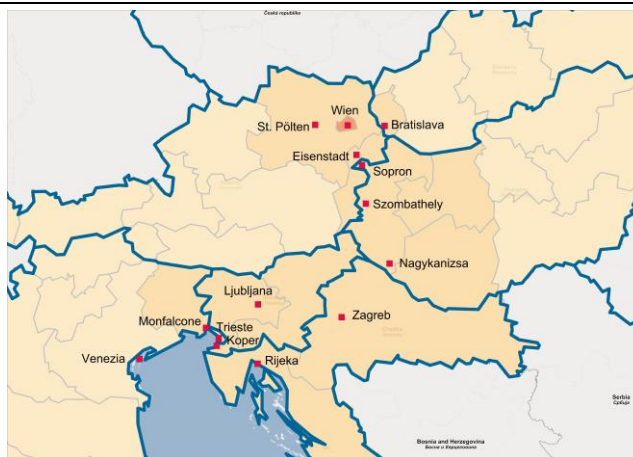 Česká republika
Wien
St. Pölten
Bratislava
Eisenstadt
Sopron
Szombathely
Nagykanizsa
Ljubljana
Zagreb
Monfalcone
Trieste
Koper
Venezia
Rijeka
Serbia
Србија
Bosnia and Herzegovina
Bosna i Hercegovina